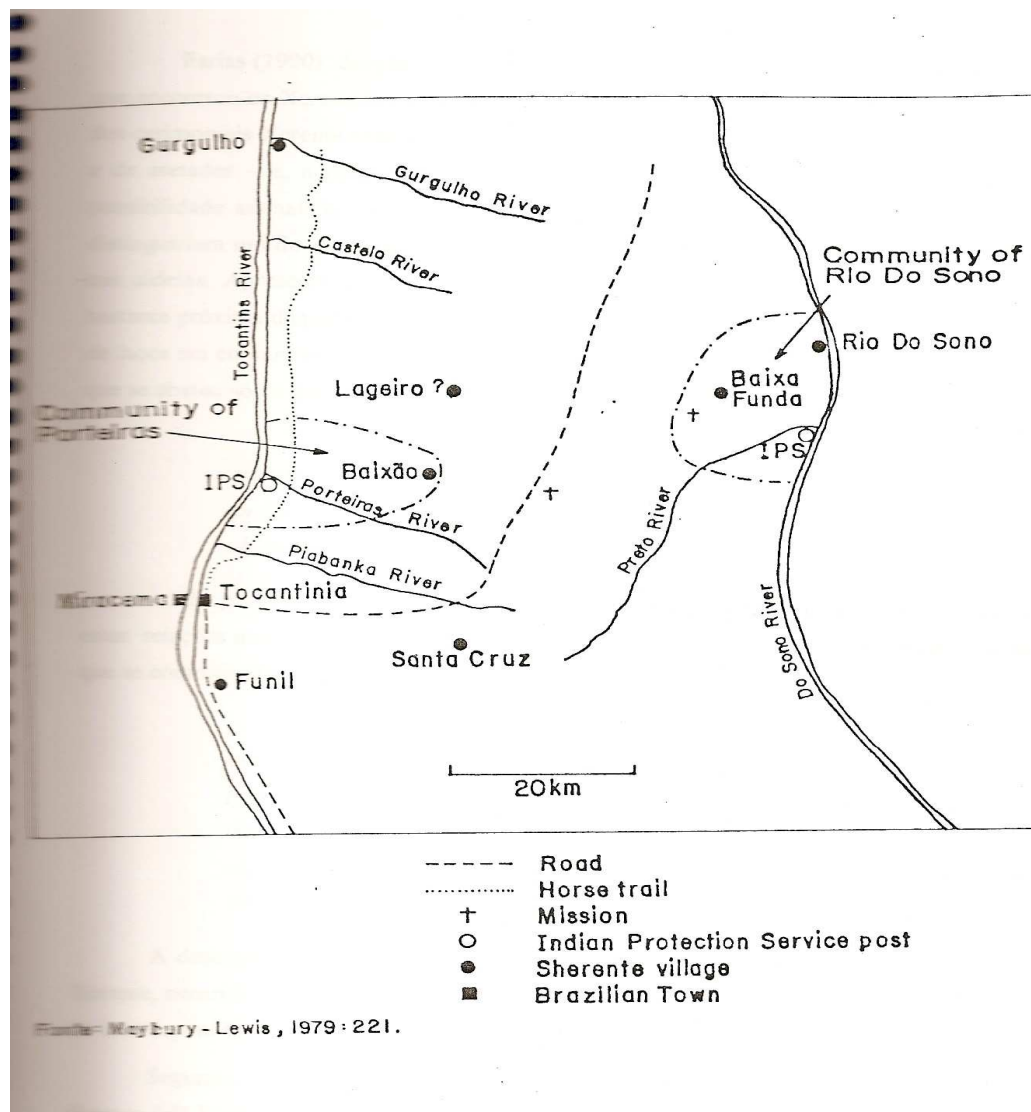 Gurgulho
Gurgulho River
Castelo River
Tocantins River
Community of
Rio Do Sono
Rio Do Sono
Lageiro ?
Baixa
Funda
Community of
Porteiras
IPS
Baixão
IPS
Porteiras River
Preto River
Piabanka River
Miracema
Tocantinia
Do Sono River
Santa Cruz
Funil
20km
Road
Horse trail
Mission
Indian Protection Service post
Sherente village
Brazilian Town
Fonte: Maybury-Lewis, 1979:221.